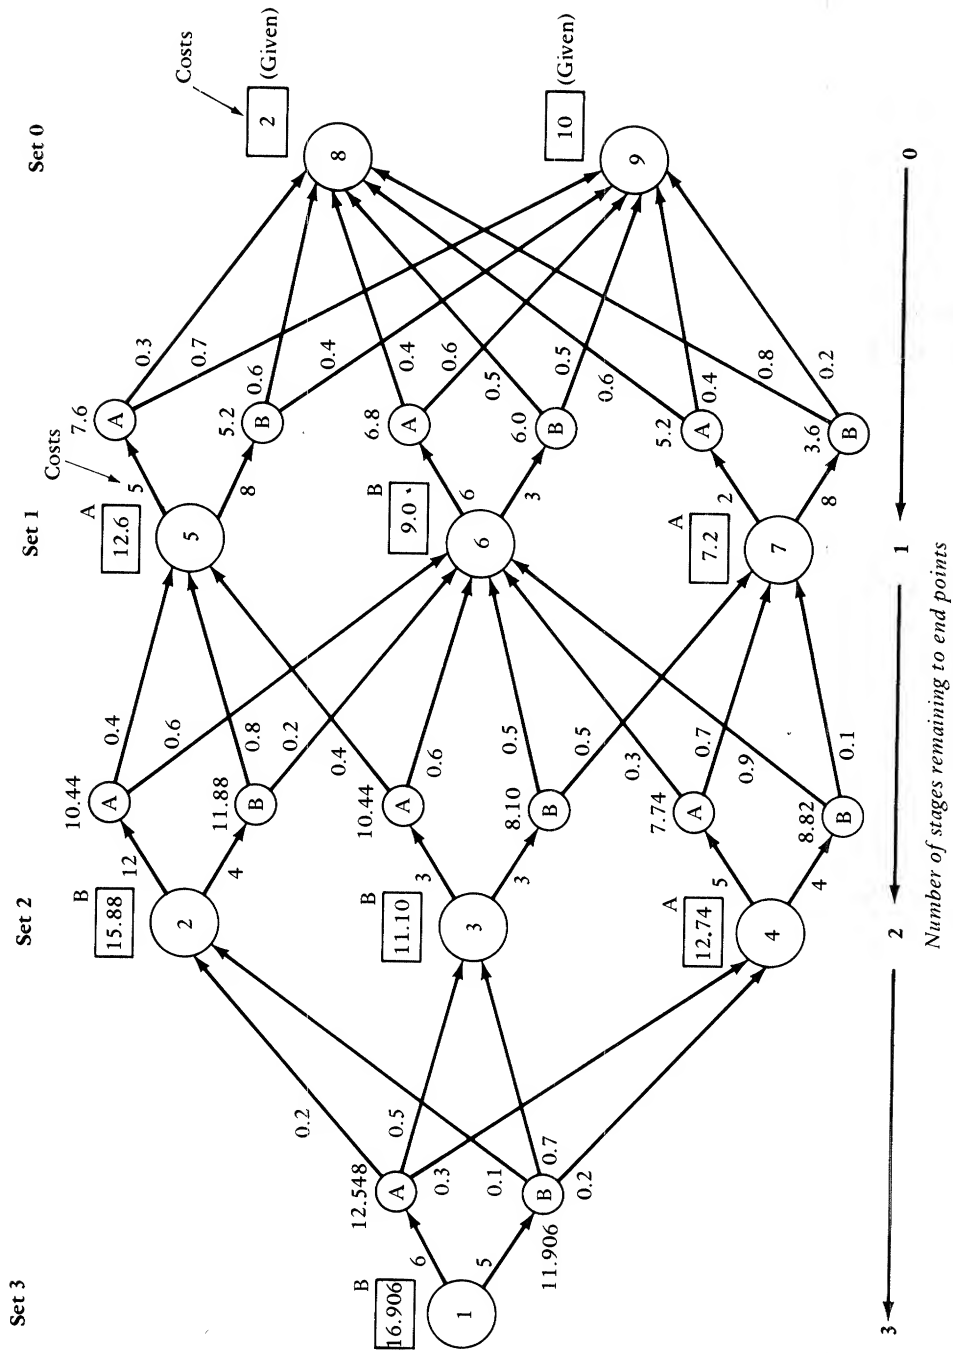 Set 3
Set 2
Set 1
Set 0
Costs
2
(Given)
Costs
7.6
A
0.3
8
A
12.6
5
5
0.7
5.2
B
0.6
8
0.4
10
(Given)
9
B
15.88
2
12
10.44
A
0.4
0.6
4
11.88
B
0.8
0.2
B
9.0
6
6
6.8
A
0.4
0.6
3
6.0
B
0.5
0.5
B
16.906
1
6
12.548
A
0.2
0.5
0.3
5
11.906
B
0.1
0.7
0.2
B
11.10
3
3
10.44
A
0.4
0.6
3
8.10
B
0.5
0.5
A
7.2
7
2
5.2
A
0.6
0.4
8
3.6
B
0.8
0.2
A
12.74
4
5
7.74
A
0.3
0.7
4
8.82
B
0.9
0.1
3
2
1
0
Number of stages remaining to end points